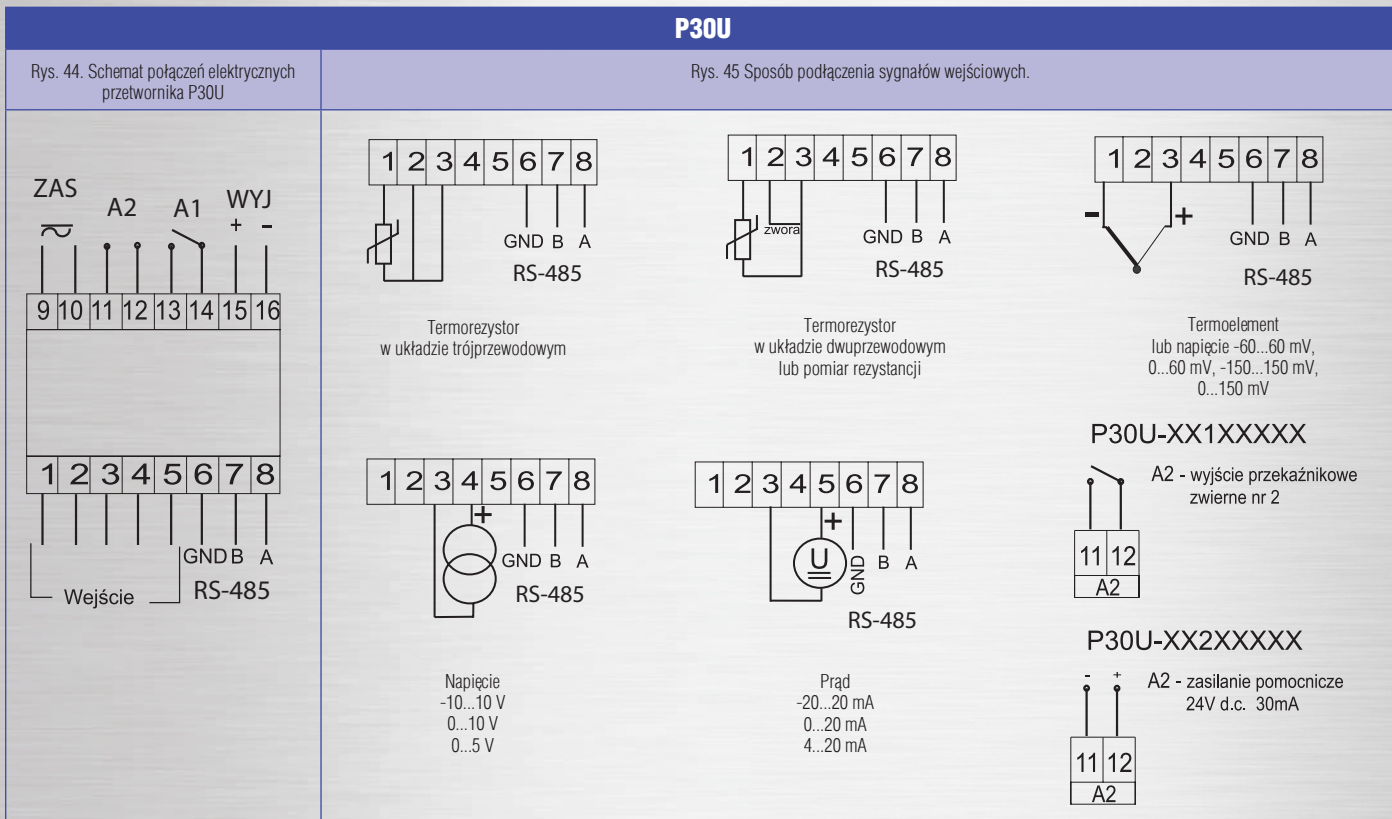 P30U
Rys. 44. Schemat połączeń elektrycznych
przetwornika P30U
Rys. 45 Sposób podłączenia sygnałów wejściowych.
ZAS
A2
A1
WYJ
+ -
9 10 11 12 13 14 15 16
1 2 3 4 5 6 7 8
GND B A
Wejście
RS-485
1 2 3 4 5 6 7 8
GND B A
RS-485
Termorezystor
w układzie trójprzewodowym
1 2 3 4 5 6 7 8
zwora
GND B A
RS-485
Termorezystor
w układzie dwuprzewodowym
lub pomiar rezystancji
1 2 3 4 5 6 7 8
- +
GND B A
RS-485
Termoelement
lub napięcie -60...60 mV,
0...60 mV, -150...150 mV,
0...150 mV
1 2 3 4 5 6 7 8
+
GND B A
RS-485
Napięcie
-10...10 V
0...10 V
0...5 V
1 2 3 4 5 6 7 8
+
U
GND B A
RS-485
Prąd
-20...20 mA
0...20 mA
4...20 mA
P30U-XX1XXXXX
A2 - wyjście przekaźnikowe
zwierne nr 2
11 12
A2
P30U-XX2XXXXX
- +
A2 - zasilanie pomocnicze
24V d.c. 30mA
11 12
A2